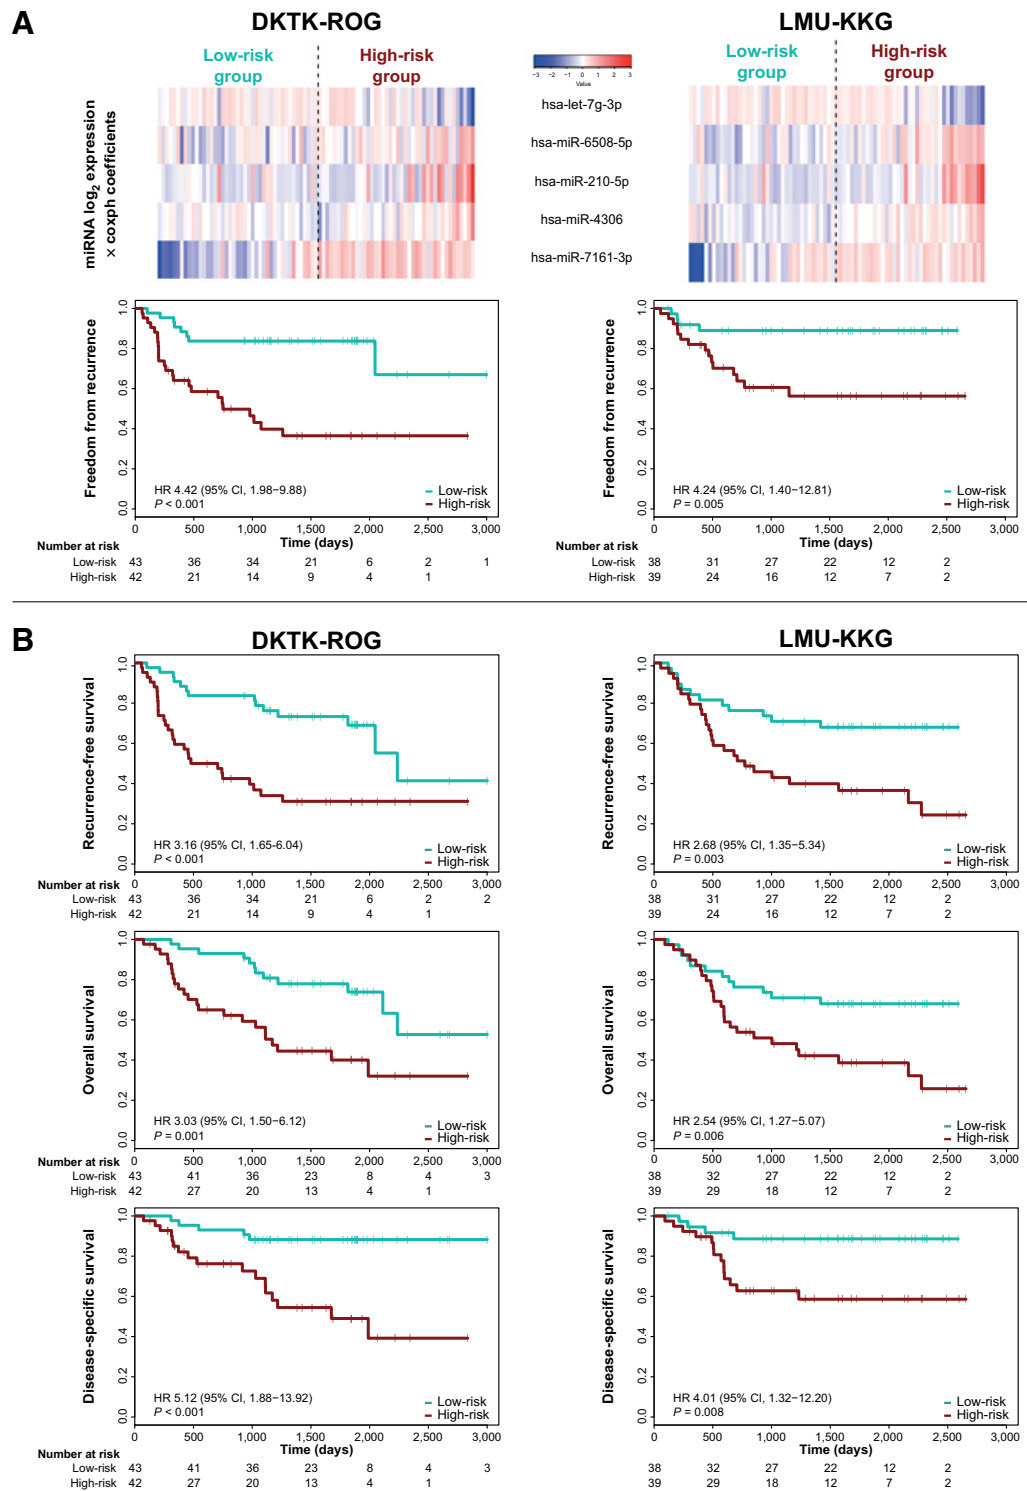 A
DKTK-ROG
LMU-KKG
Low-risk group
High-risk group
Low-risk group
High-risk group
−3 −2 −1 0 1 2 3
Value
miRNA log2 expression
× coxph coefficients
hsa-let-7g-3p
hsa-miR-6508-5p
hsa-miR-210-5p
hsa-miR-4306
hsa-miR-7161-3p
Freedom from recurrence
1.0
0.8
0.6
0.4
0.2
0.0
HR 4.42 (95% CI, 1.98−9.88)
P < 0.001
Low-risk
High-risk
0 500 1,000 1,500 2,000 2,500 3,000
Time (days)
Number at risk
Low-risk 43 36 34 21 6 2 1
High-risk 42 21 14 9 4 1
Freedom from recurrence
1.0
0.8
0.6
0.4
0.2
0.0
HR 4.24 (95% CI, 1.40−12.81)
P = 0.005
Low-risk
High-risk
0 500 1,000 1,500 2,000 2,500 3,000
Time (days)
Number at risk
Low-risk 38 31 27 22 12 2
High-risk 39 24 16 12 7 2
B
DKTK-ROG
LMU-KKG
Recurrence-free survival
1.0
0.8
0.6
0.4
0.2
0.0
HR 3.16 (95% CI, 1.65-6.04)
P < 0.001
Low-risk
High-risk
0 500 1,000 1,500 2,000 2,500 3,000
Number at risk
Low-risk 43 36 34 21 6 2 2
High-risk 42 21 14 9 4 1
Recurrence-free survival
1.0
0.8
0.6
0.4
0.2
0.0
HR 2.68 (95% CI, 1.35−5.34)
P = 0.003
Low-risk
High-risk
0 500 1,000 1,500 2,000 2,500 3,000
38 31 27 22 12 2
39 24 16 12 7 2
Overall survival
1.0
0.8
0.6
0.4
0.2
0.0
HR 3.03 (95% CI, 1.50−6.12)
P = 0.001
Low-risk
High-risk
0 500 1,000 1,500 2,000 2,500 3,000
Number at risk
Low-risk 43 41 36 23 8 4 3
High-risk 42 27 20 13 4 1
Overall survival
1.0
0.8
0.6
0.4
0.2
0.0
HR 2.54 (95% CI, 1.27−5.07)
P = 0.006
Low-risk
High-risk
0 500 1,000 1,500 2,000 2,500 3,000
38 32 27 22 12 2
39 29 18 12 7 2
Disease-specific survival
1.0
0.8
0.6
0.4
0.2
0.0
HR 5.12 (95% CI, 1.88−13.92)
P < 0.001
Low-risk
High-risk
0 500 1,000 1,500 2,000 2,500 3,000
Time (days)
Number at risk
Low-risk 43 41 36 23 8 4 3
High-risk 42 27 20 13 4 1
Disease-specific survival
1.0
0.8
0.6
0.4
0.2
0.0
HR 4.01 (95% CI, 1.32−12.20)
P = 0.008
Low-risk
High-risk
0 500 1,000 1,500 2,000 2,500 3,000
Time (days)
38 32 27 22 12 2
39 29 18 12 7 2